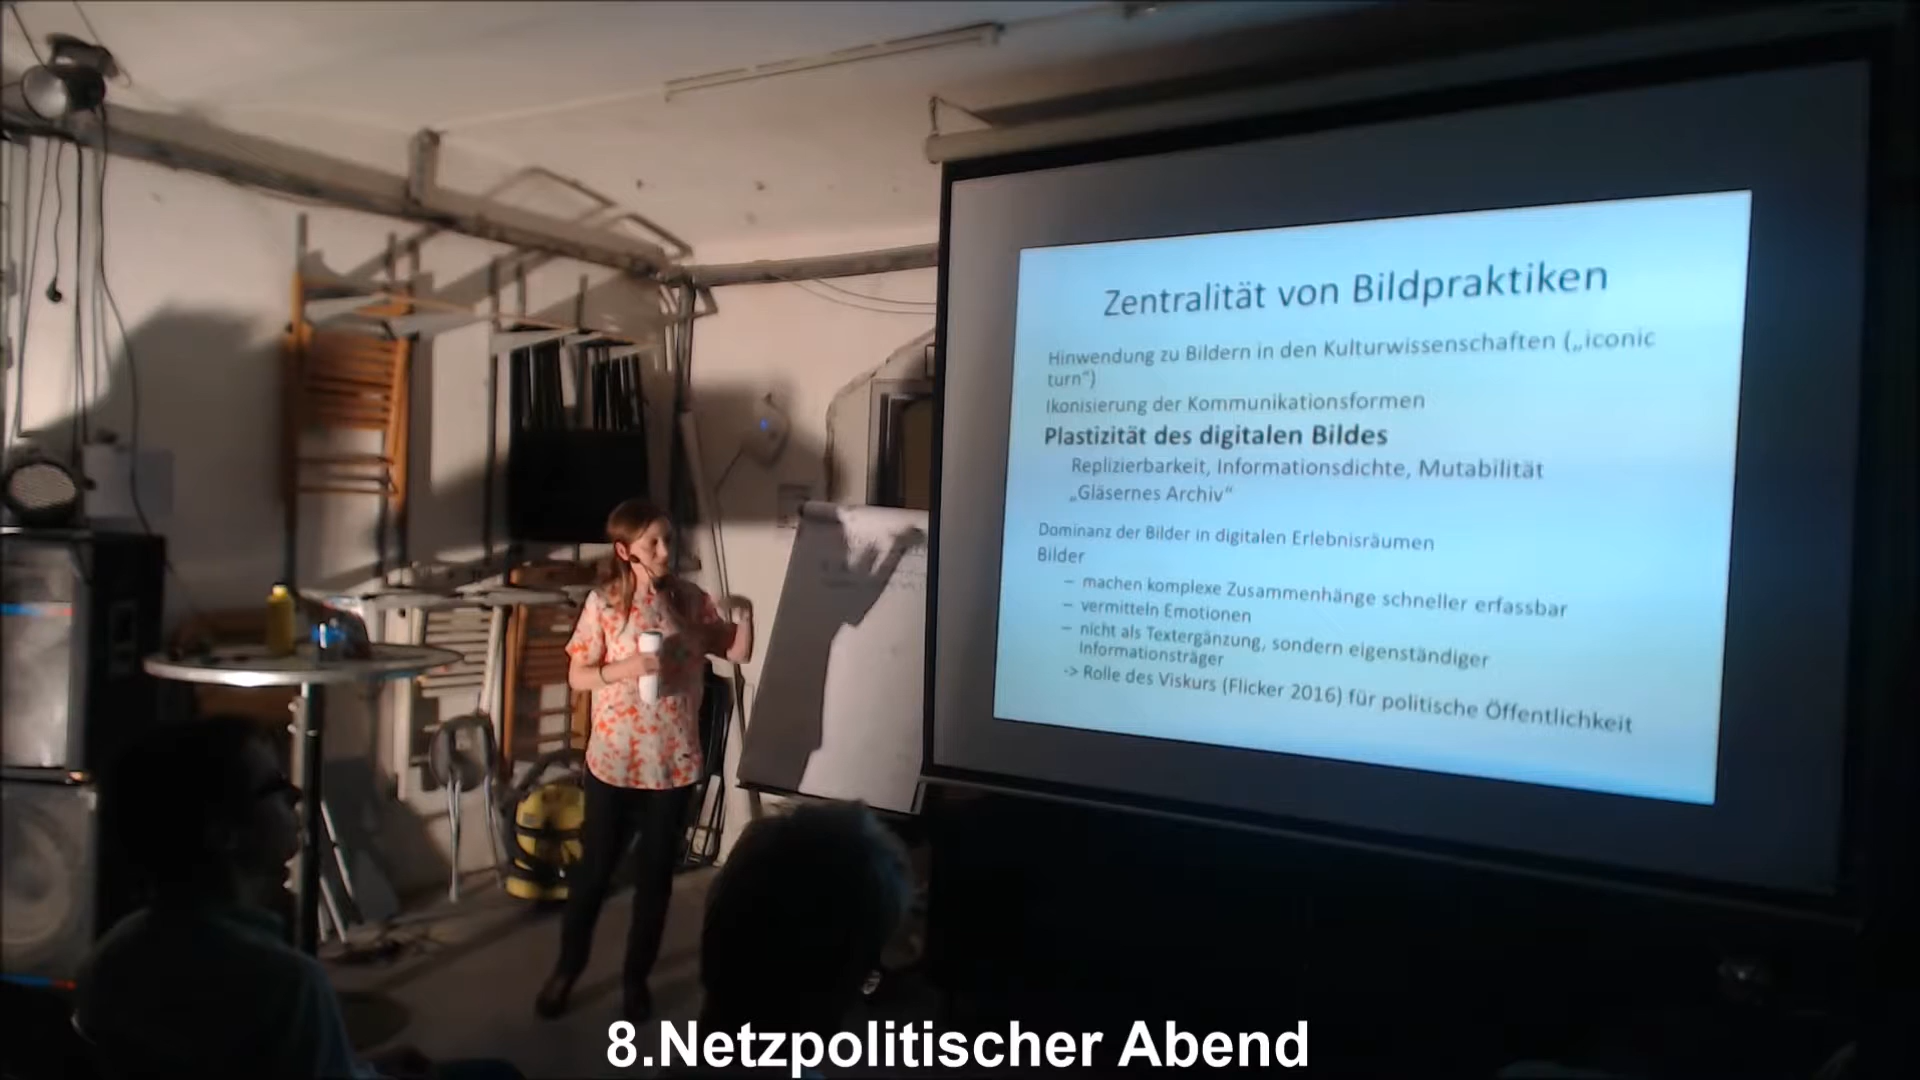 Zentralität von Bildpraktiken
Hinwendung zu Bildern in den Kulturwissenschaften („iconic
turn“)
Ikonisierung der Kommunikationsformen
Plastizität des digitalen Bildes
Replizierbarkeit, Informationsdichte, Mutabilität
„Gläsernes Archiv“
Dominanz der Bilder in digitalen Erlebnisräumen
Bilder
– machen komplexe Zusammenhänge schneller erfassbar
– vermitteln Emotionen
– nicht als Textergänzung, sondern eigenständiger
Informationsträger
-> Rolle des Viskurs (Flicker 2016) für politische Öffentlichkeit
8.Netzpolitischer Abend